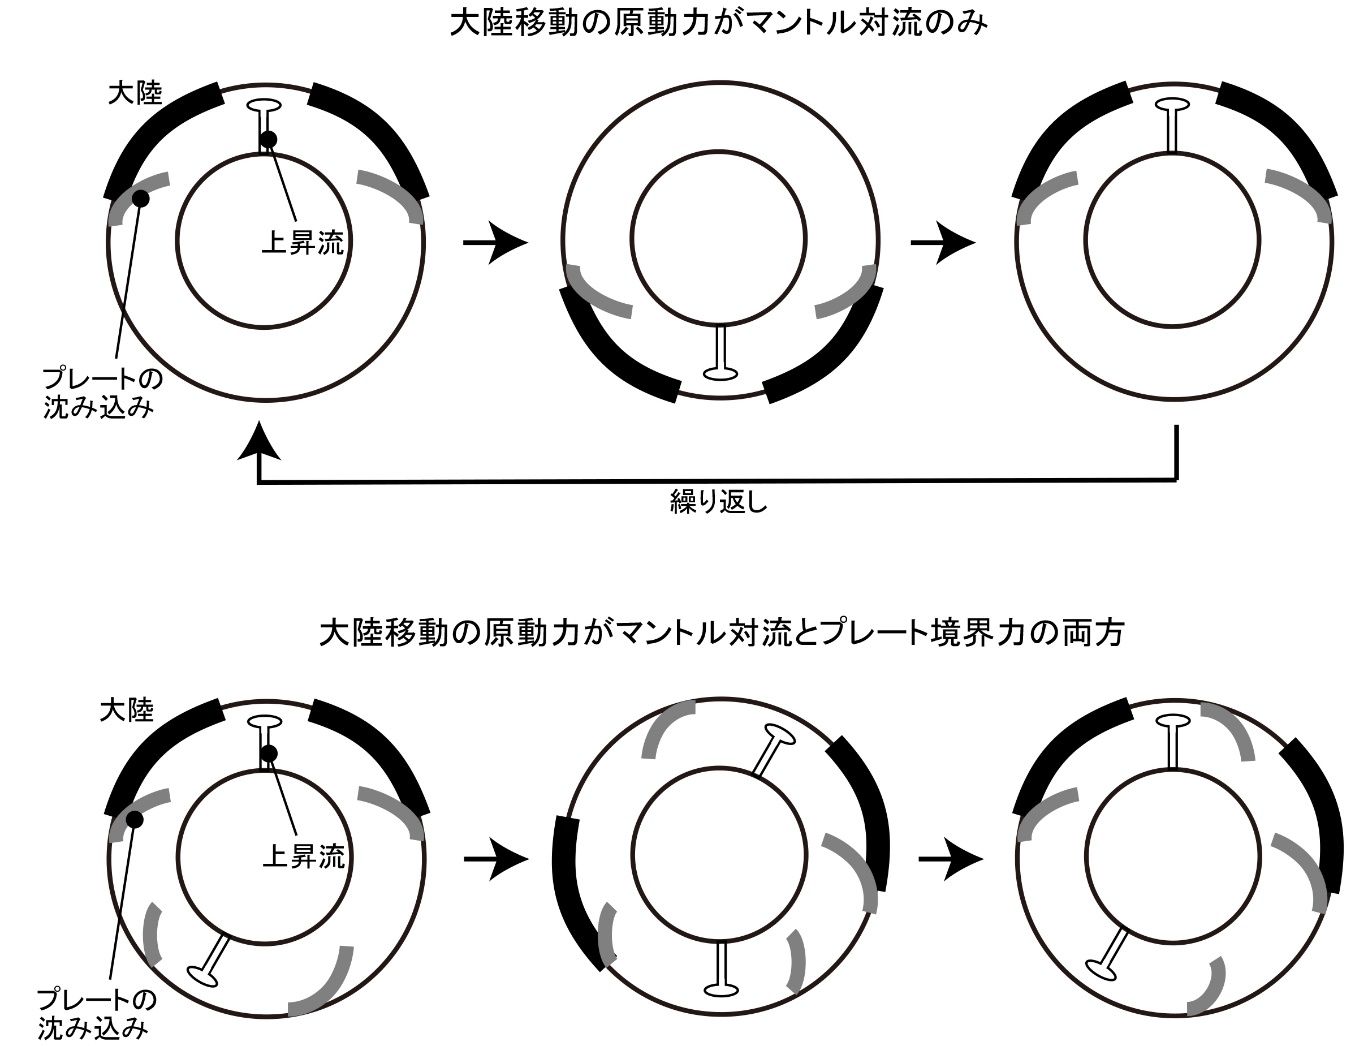 大陸移動の原動力がマントル対流のみ
大陸
上昇流
プレートの
沈み込み
繰り返し
大陸移動の原動力がマントル対流とプレート境界力の両方
大陸
上昇流
プレートの
沈み込み